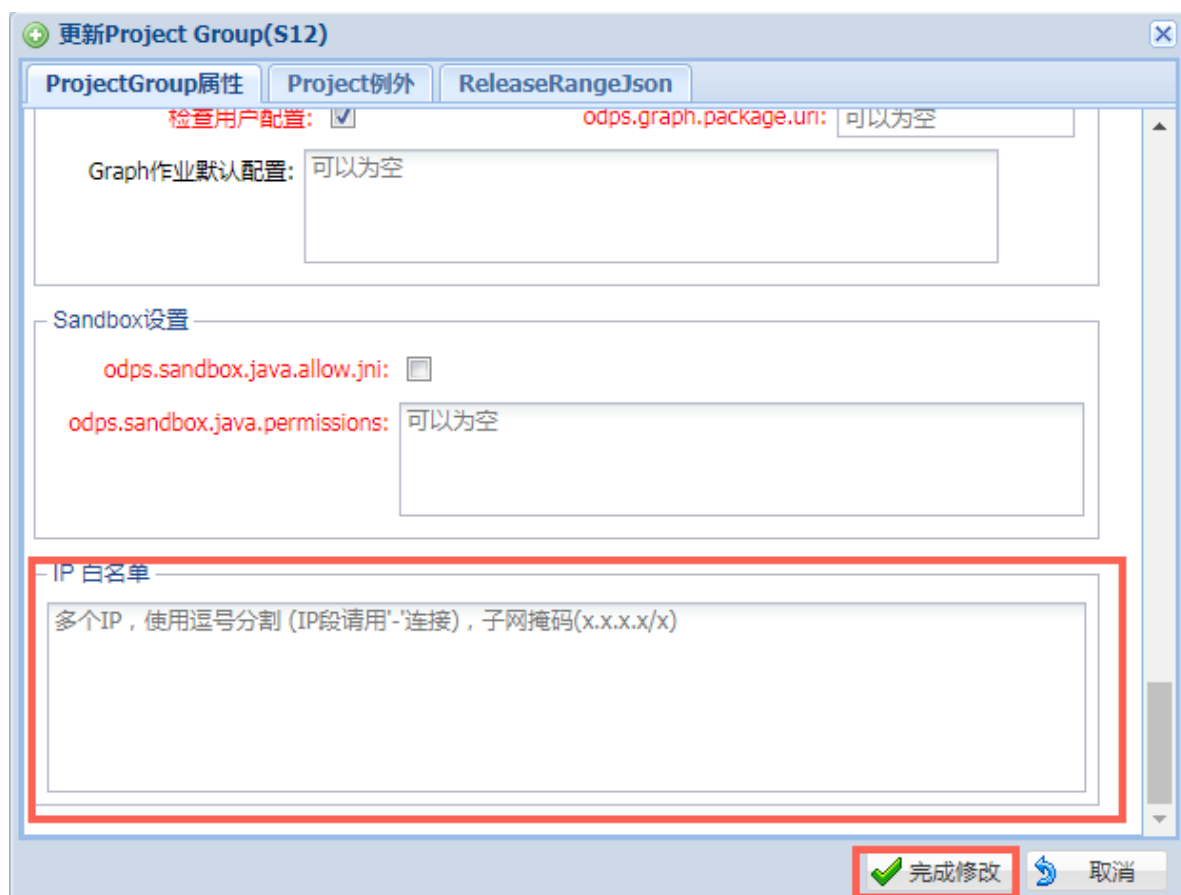 更新Project Group(S12)
ProjectGroup属性 Project例外 ReleaseRangeJson
检查用户配置: odps.graph.package.uri: 可以为空
Graph作业默认配置: 可以为空
Sandbox设置
odps.sandbox.java.allow.jni:
odps.sandbox.java.permissions: 可以为空
IP 白名单
多个IP，使用逗号分割 (IP段请用'-'连接)，子网掩码(x.x.x.x/x)
完成修改 取消